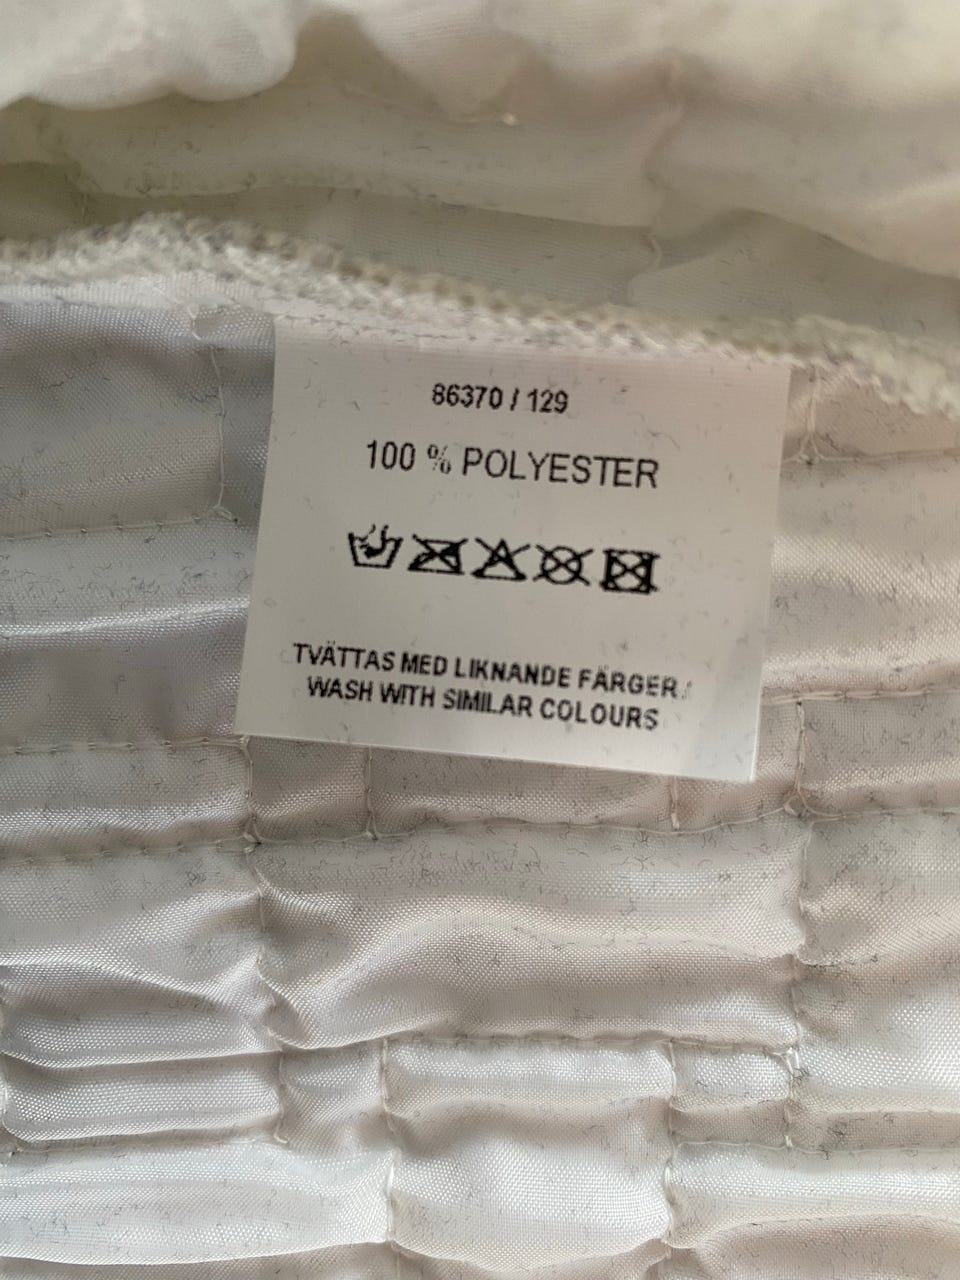 86370 / 129
100 % POLYESTER
TVÄTTAS MED LIKNANDE FÄRGER /
WASH WITH SIMILAR COLOURS